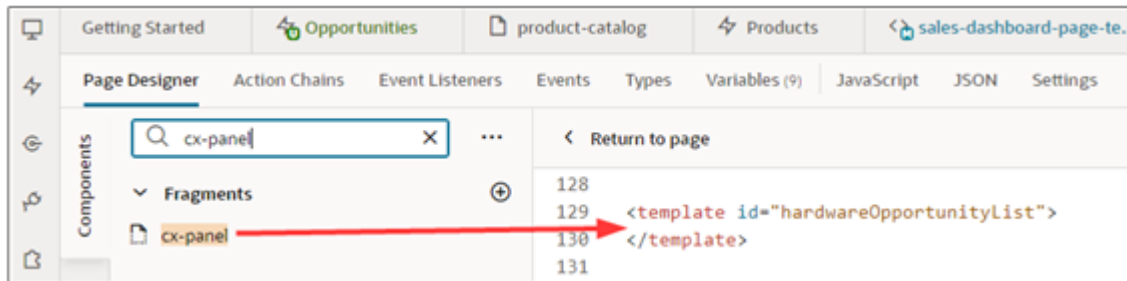 Getting Started Opportunities product-catalog Products sales-dashboard-page-te..
Page Designer Action Chains Event Listeners Events Types Variables (9) JavaScript JSON Settings
Components
cx-panel
Return to page
Fragments
cx-panel
128
129 <template id="hardwareOpportunityList">
130 </template>
131